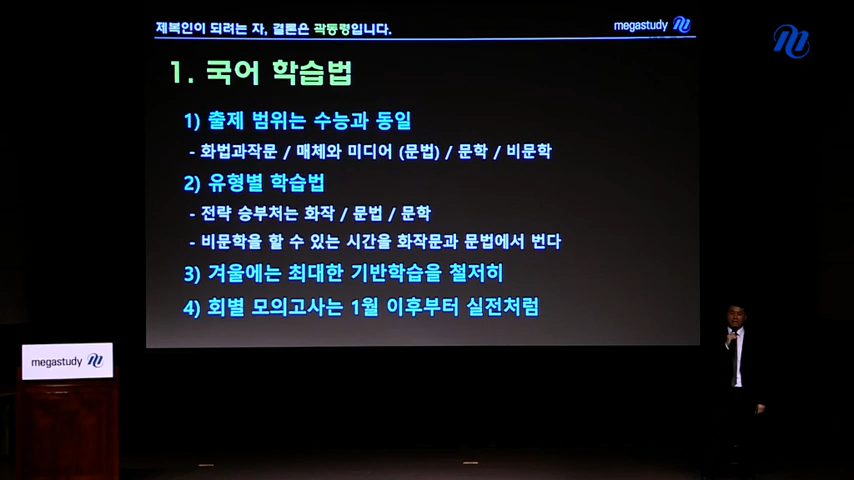 제복인이 되려는 자, 결론은 곽동령입니다.
megastudy
1. 국어 학습법
1) 출제 범위는 수능과 동일
- 화법과작문 / 매체와 미디어 (문법) / 문학 / 비문학
2) 유형별 학습법
- 전략 승부처는 화작 / 문법 / 문학
- 비문학을 할 수 있는 시간을 화작문과 문법에서 번다
3) 겨울에는 최대한 기반학습을 철저히
4) 회별 모의고사는 1월 이후부터 실전처럼
megastudy